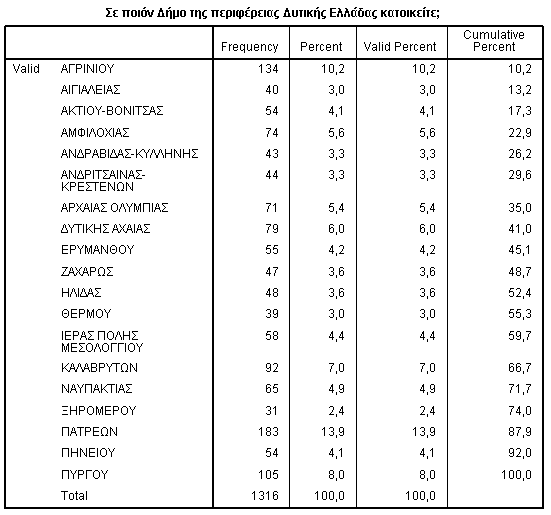 Σε ποιόν Δήμο της περιφέρειας Δυτικής Ελλάδας κατοικείτε;
Frequency Percent Valid Percent Cumulative Percent
Valid ΑΓΡΙΝΙΟΥ 134 10,2 10,2 10,2
ΑΙΓΙΑΛΕΙΑΣ 40 3,0 3,0 13,2
ΑΚΤΙΟΥ-ΒΟΝΙΤΣΑΣ 54 4,1 4,1 17,3
ΑΜΦΙΛΟΧΙΑΣ 74 5,6 5,6 22,9
ΑΝΔΡΑΒΙΔΑΣ-ΚΥΛΛΗΝΗΣ 43 3,3 3,3 26,2
ΑΝΔΡΙΤΣΑΙΝΑΣ-
ΚΡΕΣΤΕΝΩΝ 44 3,3 3,3 29,6
ΑΡΧΑΙΑΣ ΟΛΥΜΠΙΑΣ 71 5,4 5,4 35,0
ΔΥΤΙΚΗΣ ΑΧΑΙΑΣ 79 6,0 6,0 41,0
ΕΡΥΜΑΝΘΟΥ 55 4,2 4,2 45,1
ΖΑΧΑΡΩΣ 47 3,6 3,6 48,7
ΗΛΙΔΑΣ 48 3,6 3,6 52,4
ΘΕΡΜΟΥ 39 3,0 3,0 55,3
ΙΕΡΑΣ ΠΟΛΗΣ
ΜΕΣΟΛΟΓΓΙΟΥ 58 4,4 4,4 59,7
ΚΑΛΑΒΡΥΤΩΝ 92 7,0 7,0 66,7
ΝΑΥΠΑΚΤΙΑΣ 65 4,9 4,9 71,7
ΞΗΡΟΜΕΡΟΥ 31 2,4 2,4 74,0
ΠΑΤΡΕΩΝ 183 13,9 13,9 87,9
ΠΗΝΕΙΟΥ 54 4,1 4,1 92,0
ΠΥΡΓΟΥ 105 8,0 8,0 100,0
Total 1316 100,0 100,0